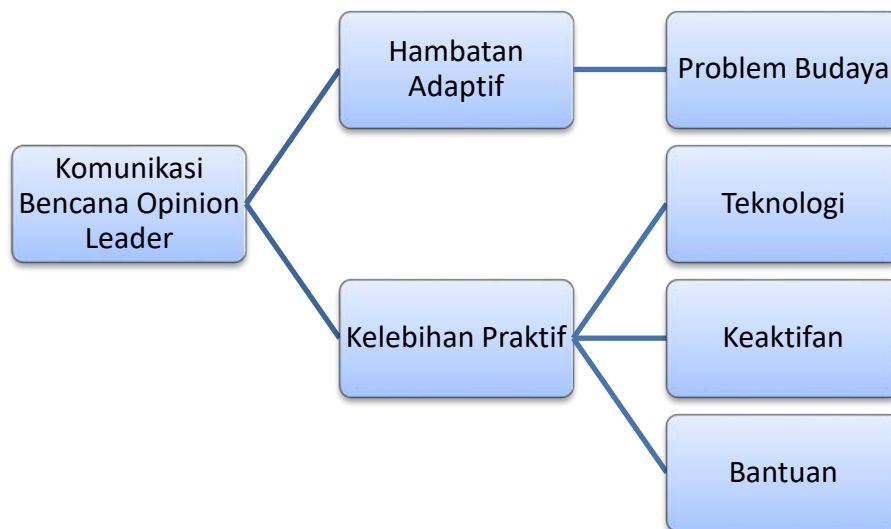 Komunikasi
Bencana Opinion
Leader
Hambatan
Adaptif
Problem Budaya
Kelebihan Praktif
Teknologi
Keaktifan
Bantuan